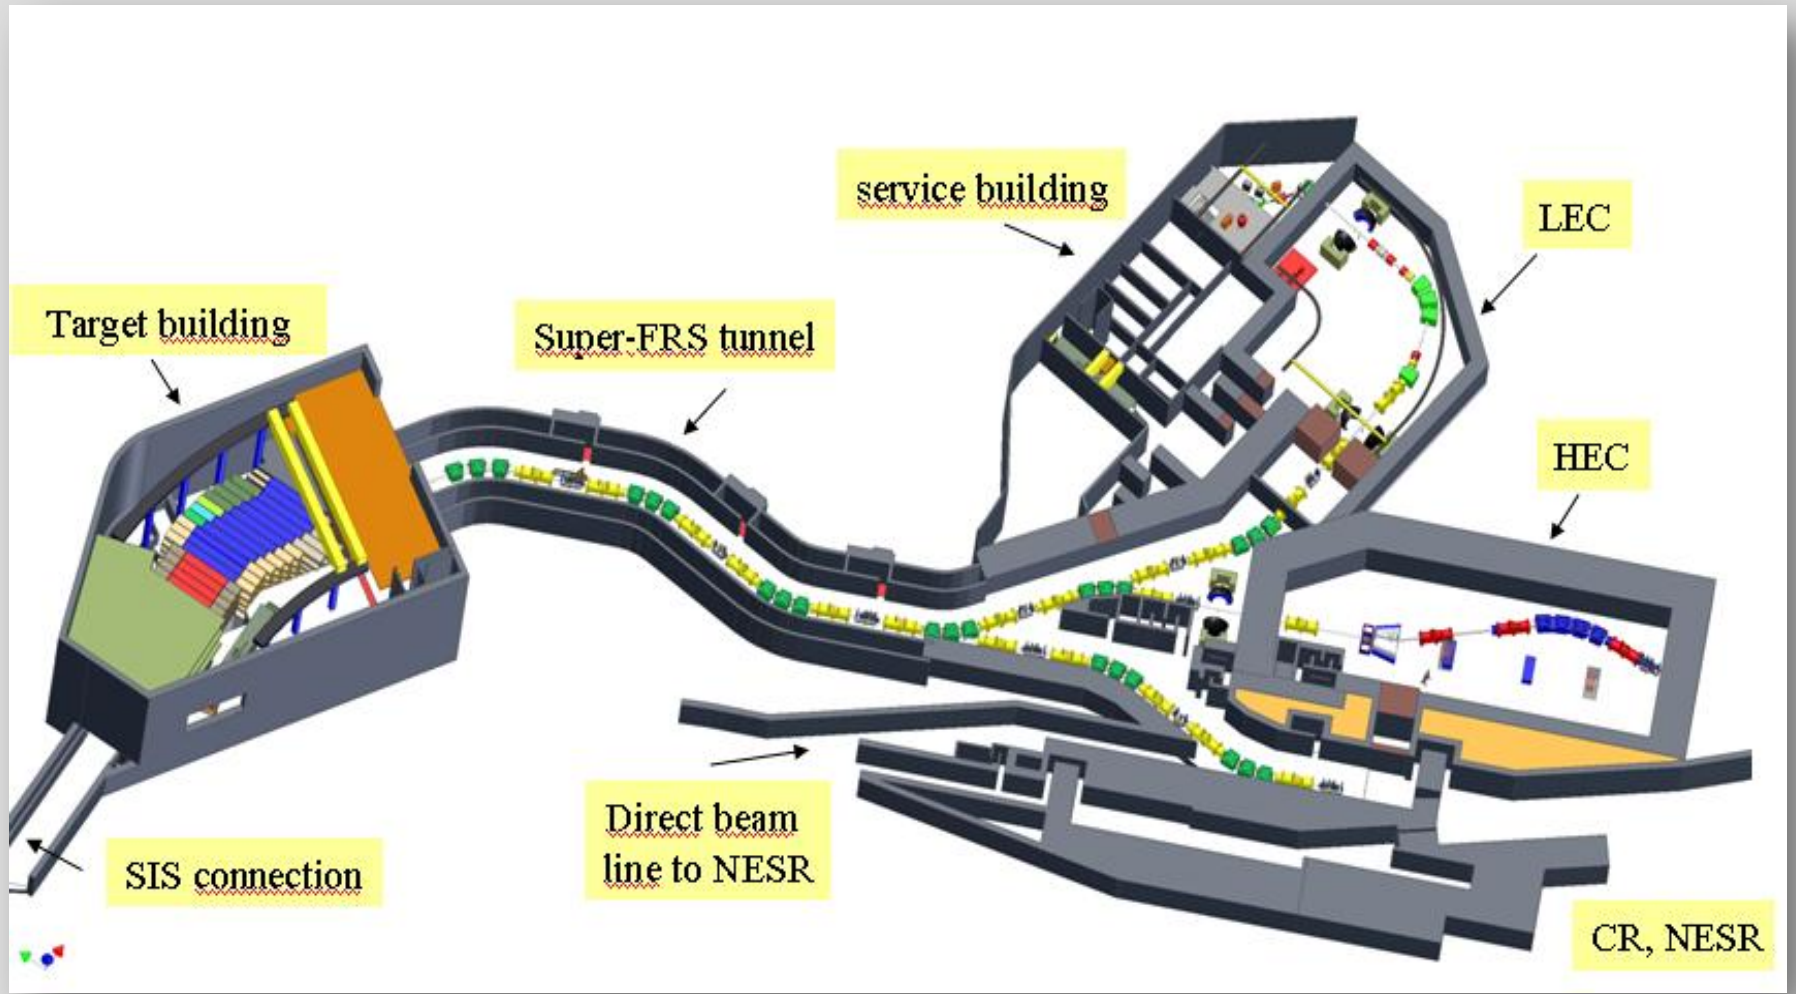 service building
LEC
Target building
Super-FRS tunnel
HEC
Direct beam
line to NESR
SIS connection
CR, NESR